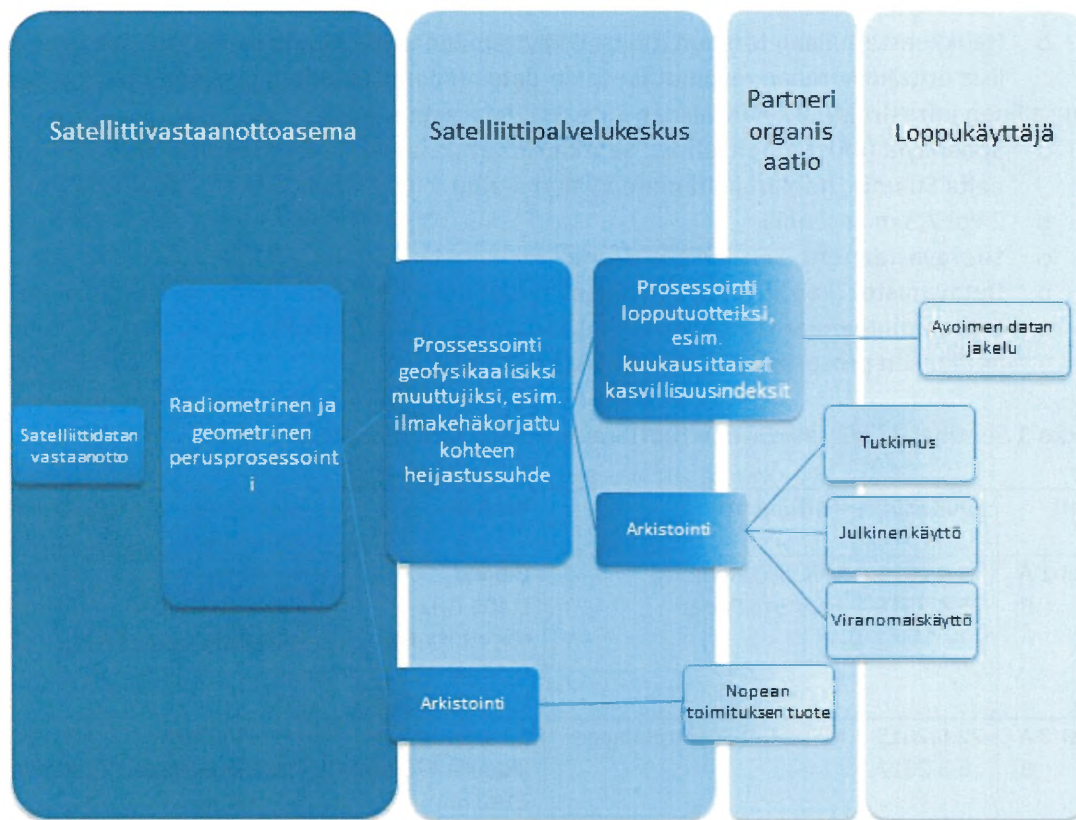 Satellittivastaanottoasema
Satelliittipalvelukeskus
Partneri
organis
aatio
Loppukäyttäjä
Satelliittidatan
vastaanotto
Radiometrinen ja
geometrinen
perusprosessoint
i
Prossessointi
geofysikaalisiksi
muuttujiksi, esim.
ilmakehäkorjattu
kohteen
heijastussuhde
Prosessointi
lopputuotteiksi,
esim.
kuukausittaiset
kasvillisuusindeksit
Avoimen datan
jakelu
Arkistointi
Tutkimus
Julkinen käyttö
Viranomaiskäyttö
Arkistointi
Nopean
toimituksen tuote